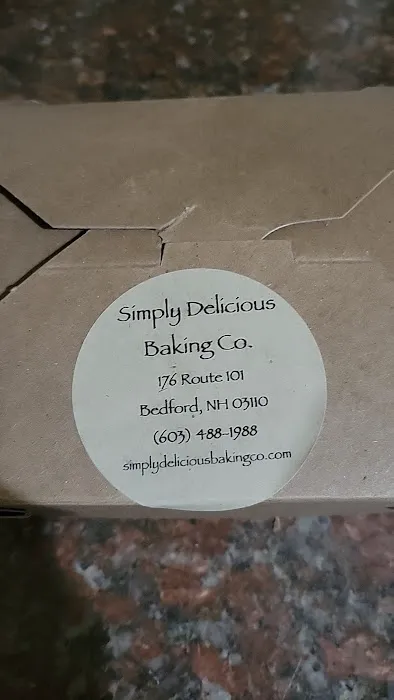 Simply Delicious
Baking Co.
176 Route 101
Bedford, NH 03110
(603) 488-1988
simplydeliciousbakingco.com